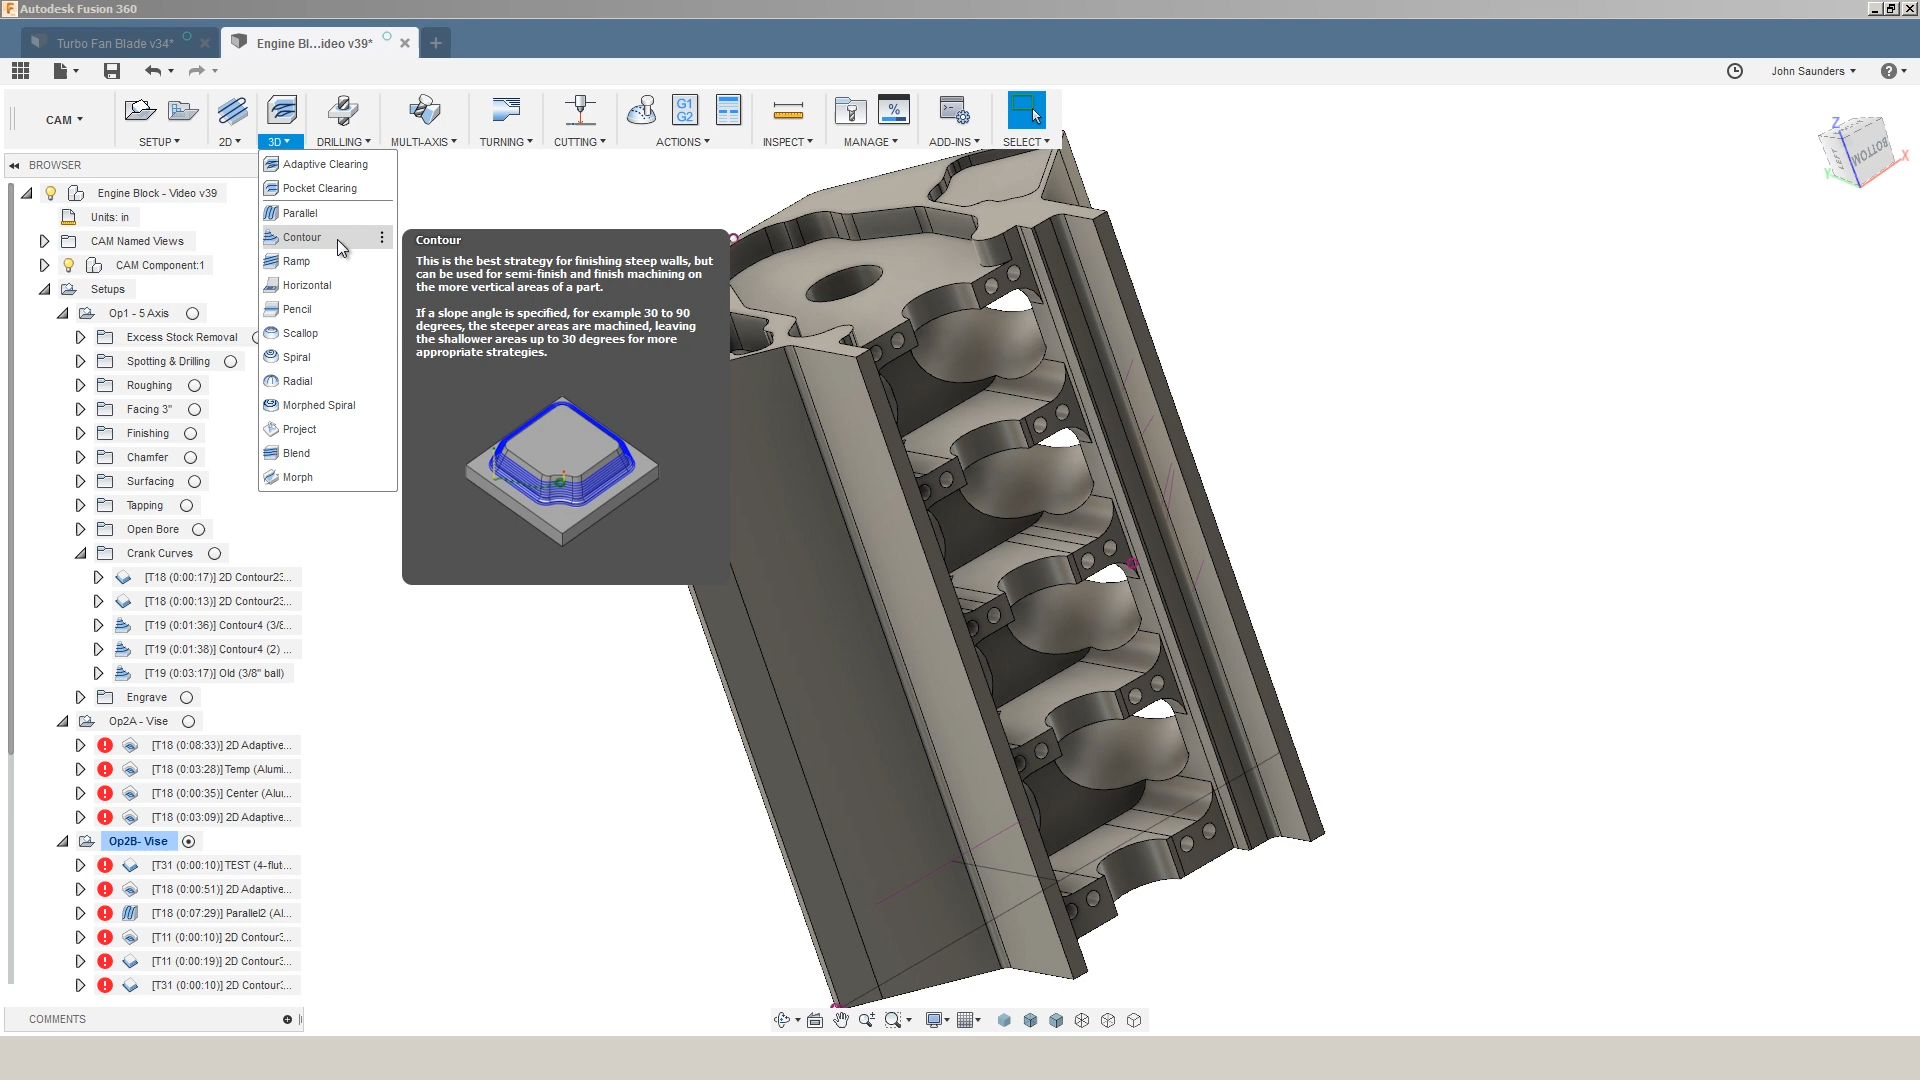 Autodesk Fusion 360
Turbo Fan Blade v34*
Engine Bl...ideo v39*
John Saunders
CAM
SETUP
2D
3D
DRILLING
MULTI-AXIS
TURNING
CUTTING
G1
G2
ACTIONS
INSPECT
%
MANAGE
ADD-INS
SELECT
Z
LEFT
BOTTOM
X
Y
BROWSER
Engine Block - Video v39
Units: in
CAM Named Views
CAM Component:1
Setups
Op1 - 5 Axis
Excess Stock Removal
Spotting & Drilling
Roughing
Facing 3"
Finishing
Chamfer
Surfacing
Tapping
Open Bore
Crank Curves
[T18 (0:00:17)] 2D Contour23...
[T18 (0:00:13)] 2D Contour23...
[T19 (0:01:36)] Contour4 (3/8...
[T19 (0:01:38)] Contour4 (2) ...
[T19 (0:03:17)] Old (3/8" ball)
Engrave
Op2A - Vise
[T18 (0:08:33)] 2D Adaptive...
[T18 (0:03:28)] Temp (Alumi...
[T18 (0:00:35)] Center (Alu...
[T18 (0:03:09)] 2D Adaptive...
Op2B- Vise
[T31 (0:00:10)] TEST (4-flut...
[T18 (0:00:51)] 2D Adaptive...
[T18 (0:07:29)] Parallel2 (Al...
[T11 (0:00:10)] 2D Contour3...
[T11 (0:00:19)] 2D Contour3...
[T31 (0:00:10)] 2D Contour3...
COMMENTS
Adaptive Clearing
Pocket Clearing
Parallel
Contour
Ramp
Horizontal
Pencil
Scallop
Spiral
Radial
Morphed Spiral
Project
Blend
Morph
Contour
This is the best strategy for finishing steep walls, but
can be used for semi-finish and finish machining on
the more vertical areas of a part.
If a slope angle is specified, for example 30 to 90
degrees, the steeper areas are machined, leaving
the shallower areas up to 30 degrees for more
appropriate strategies.